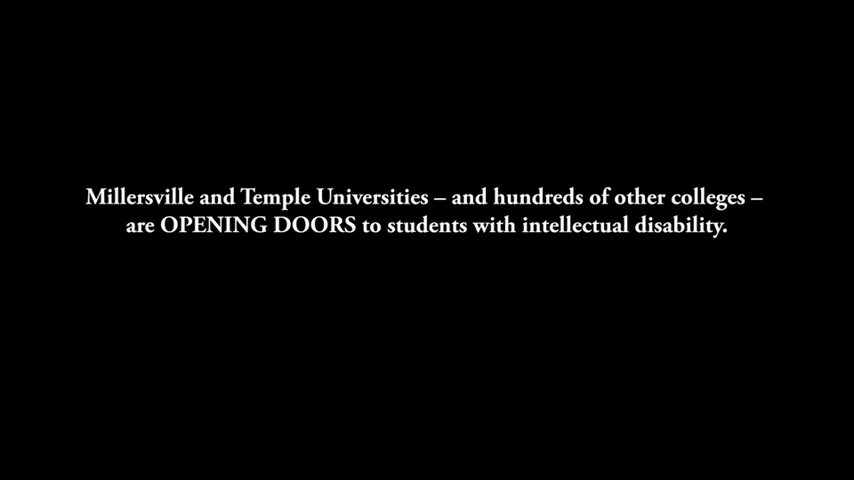 Millersville and Temple Universities – and hundreds of other colleges –
are OPENING DOORS to students with intellectual disability.